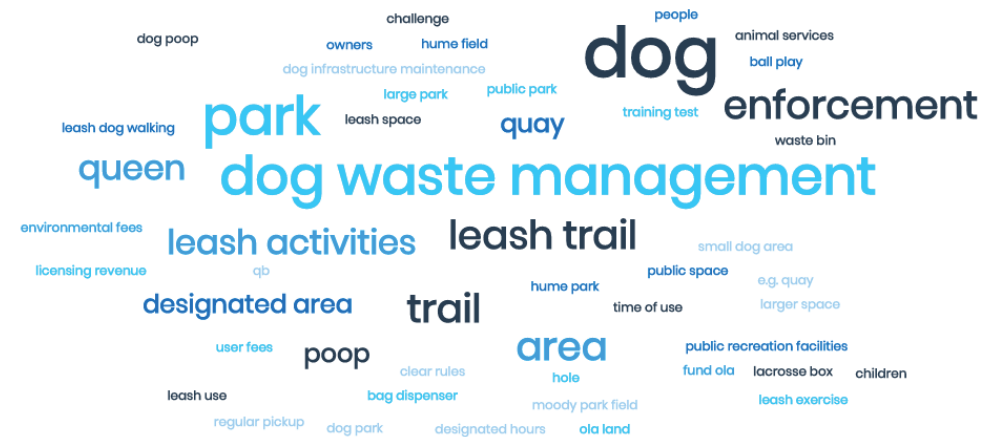 challenge
people
dog poop
owners
hume field
dog
animal services
dog infrastructure maintenance
ball play
large park
public park
park
leash space
quay
training test
enforcement
leash dog walking
waste bin
queen
dog waste management
environmental fees
leash activities
leash trail
small dog area
licensing revenue
qb
public space
e.g. quay
hume park
designated area
trail
time of use
larger space
user fees
poop
area
public recreation facilities
clear rules
hole
fund ola
lacrosse box
children
leash use
bag dispenser
moody park field
leash exercise
regular pickup
dog park
designated hours
ola land